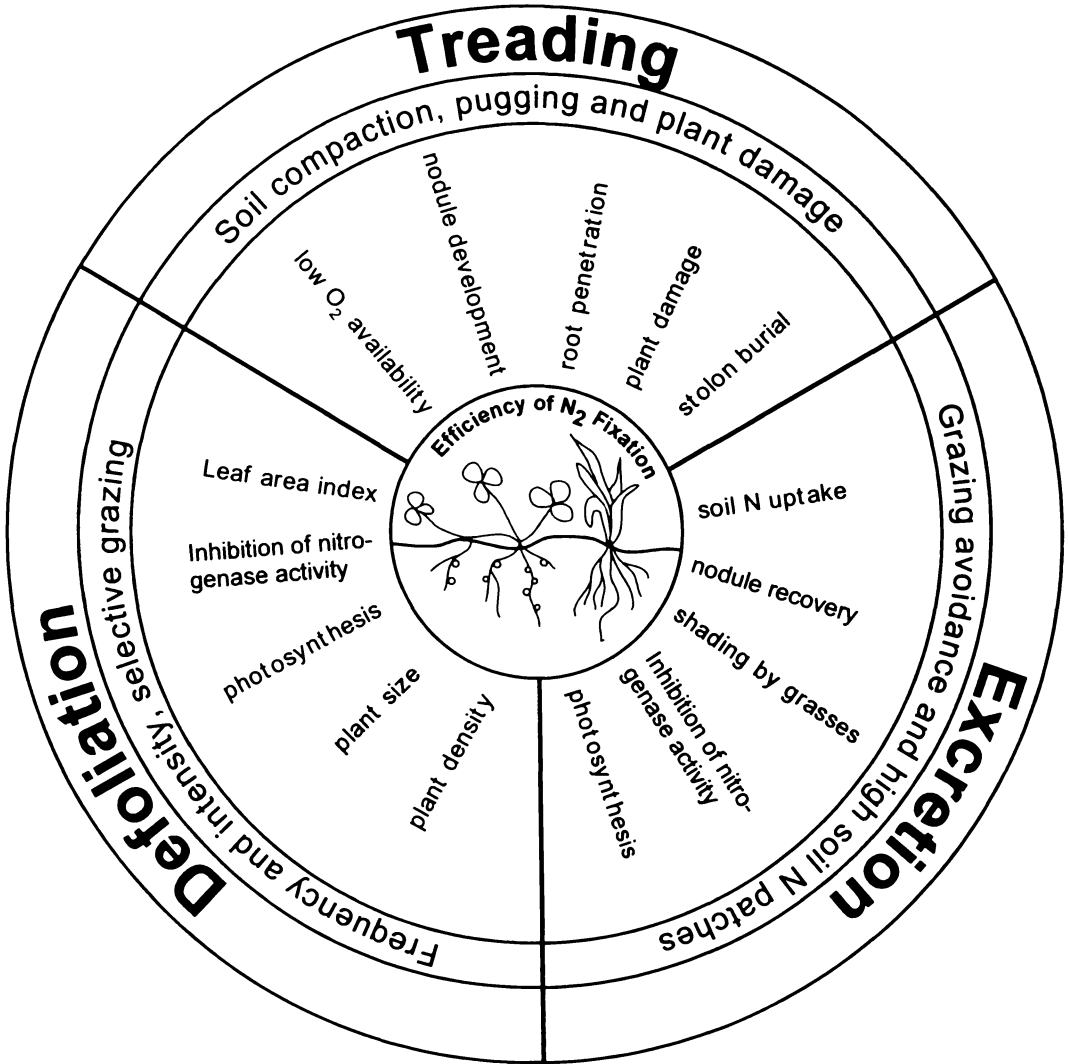 Treading
Soil compaction, pugging and plant damage
low O₂ availability
nodule development
root penetration
plant damage
stolon burial
Efficiency of N₂ Fixation
Excretion
Grazing avoidance and high soil N patches
soil N uptake
nodule recovery
shading by grasses
Inhibition of nitro-
genase activity
photosynthesis
Defoliation
Frequency and intensity, selective grazing
Leaf area index
Inhibition of nitro-
genase activity
photosynthesis
plant size
plant density